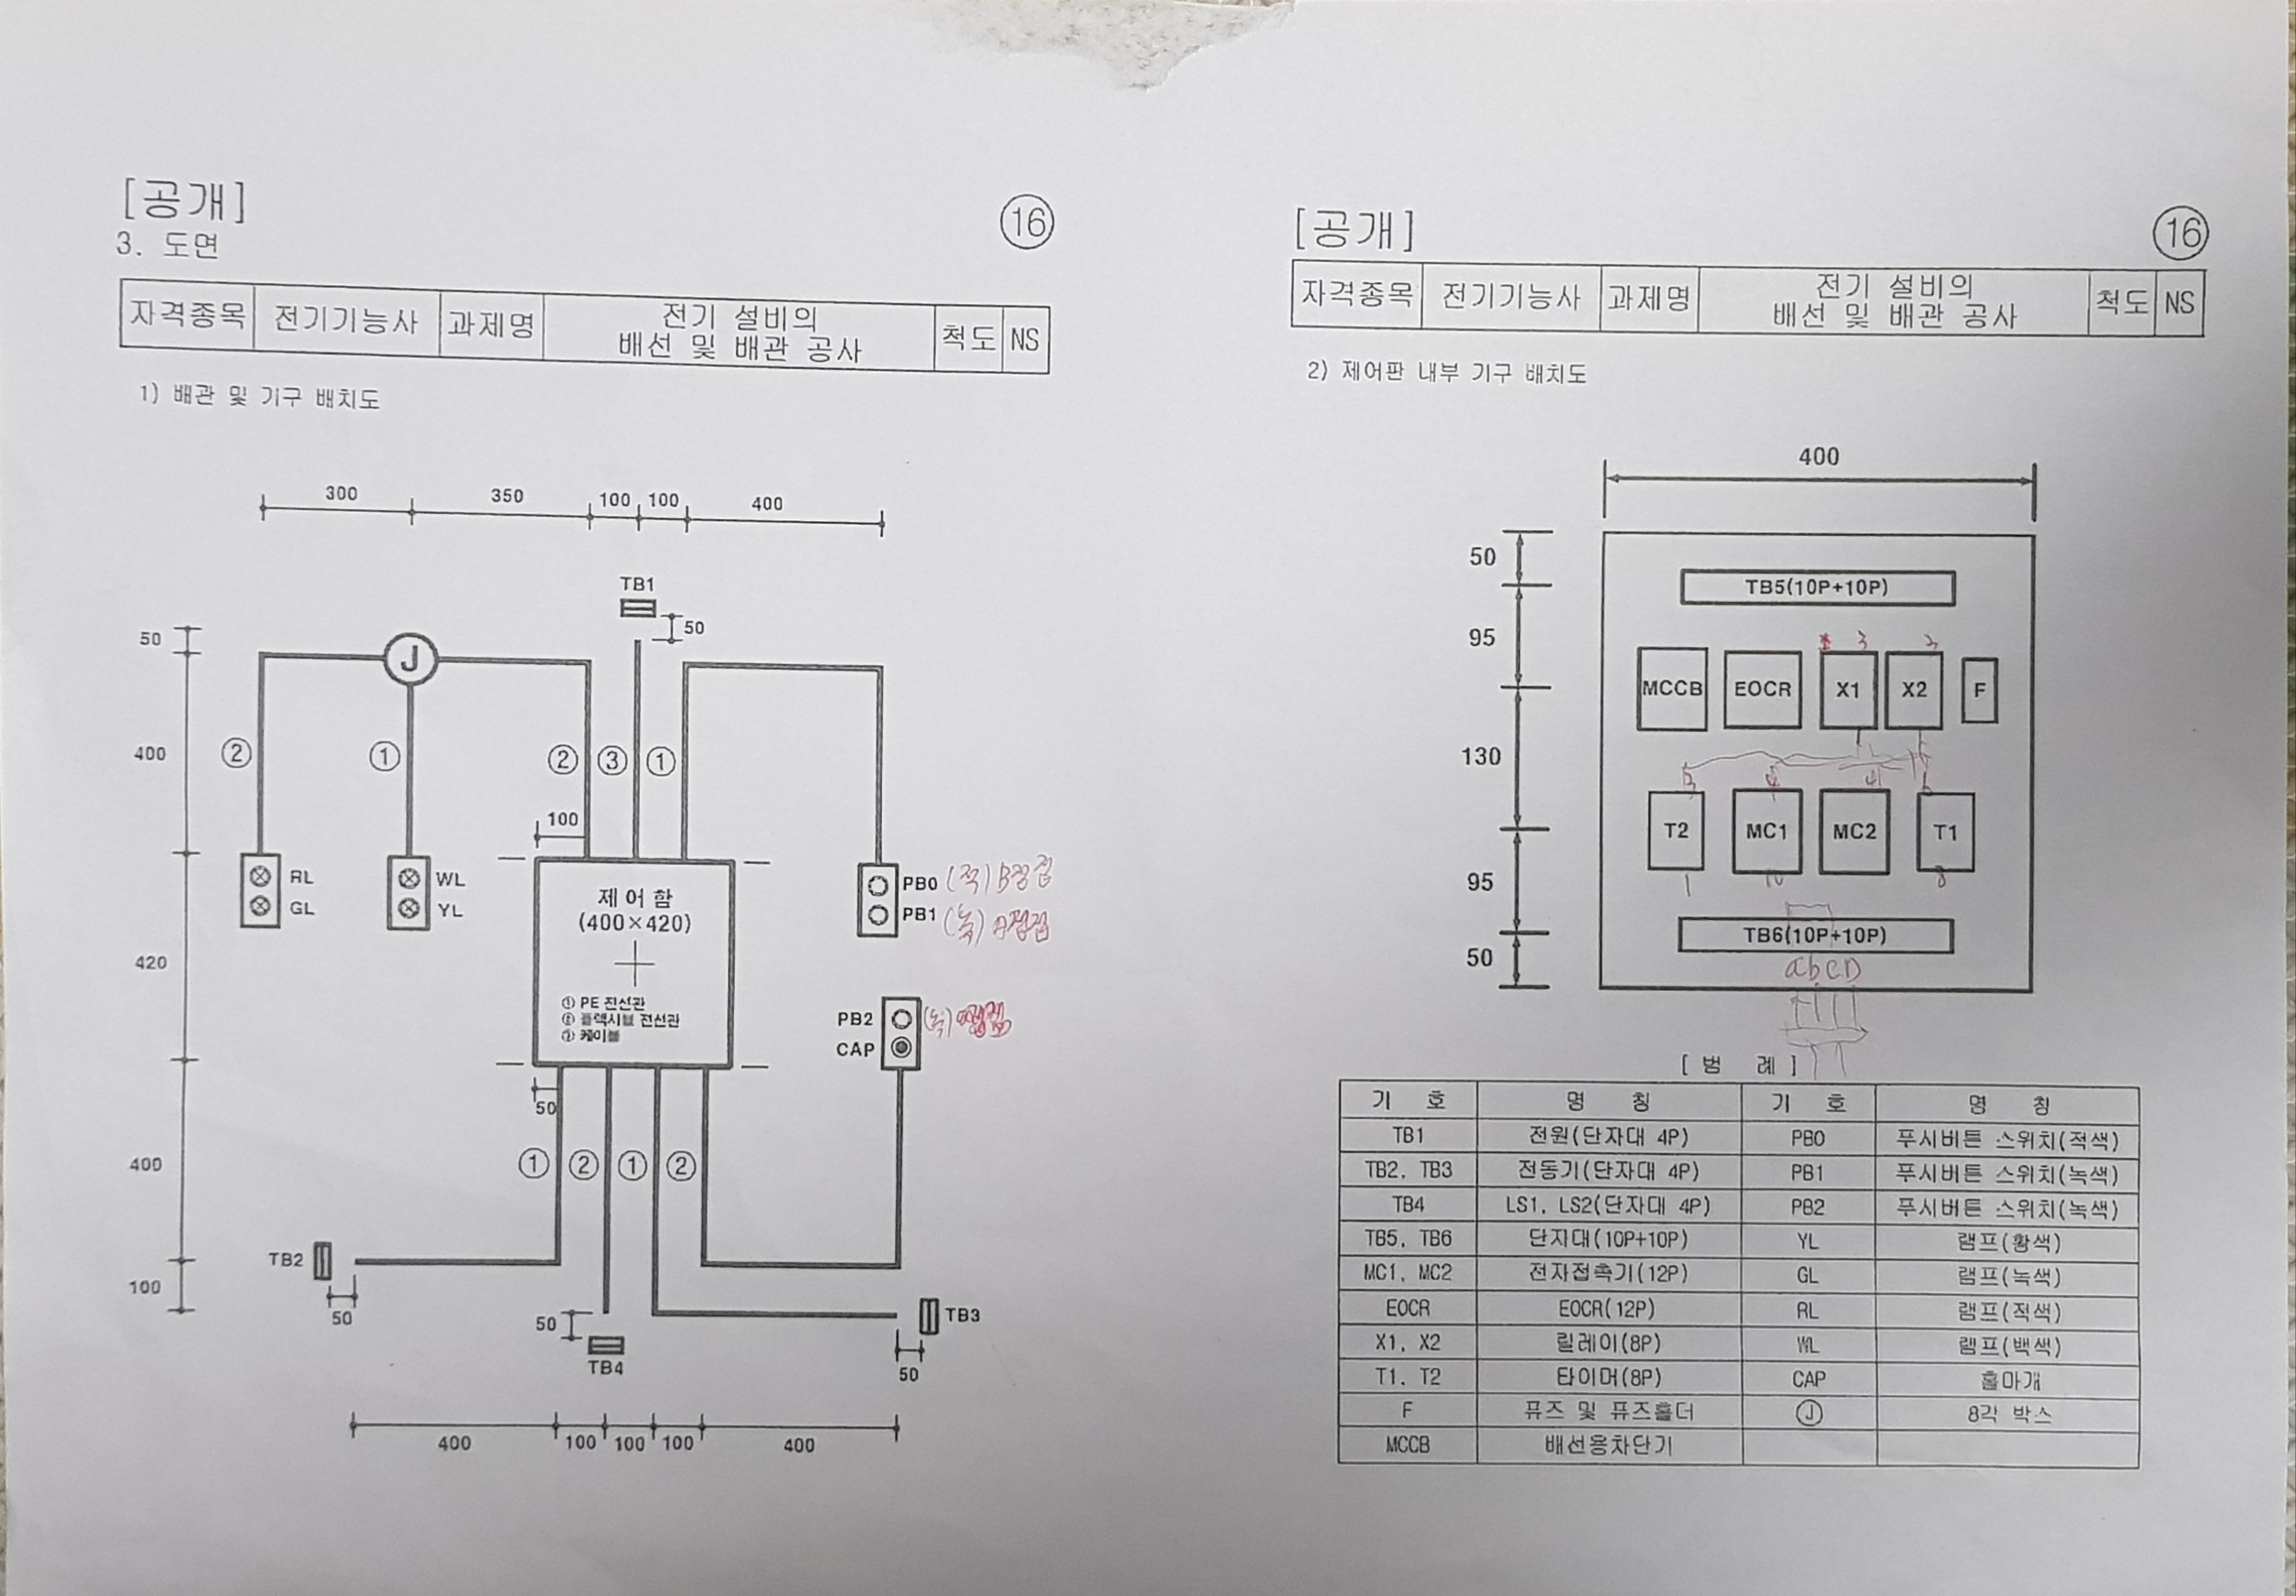 [공개]
⑯
3. 도면
자격종목 전기기능사 과제명 전기 설비의 배선 및 배관 공사 척도 NS
1) 배관 및 기구 배치도
300 350 100 100 400
TB1
50
50
J
400
② ① ② ③ ①
100
RL
GL
WL
YL
제어함
(400×420)
① PE 전선관
② 플렉시블 전선관
③ 케이블
PB0 (적) B접점
PB1 (녹) A접점
420
PB2 (녹)
CAP
50
400
① ② ① ②
TB2
100
50
50
TB4
TB3
50
400 100 100 100 400
[공개]
⑯
자격종목 전기기능사 과제명 전기 설비의 배선 및 배관 공사 척도 NS
2) 제어판 내부 기구 배치도
400
50
TB5(10P+10P)
95
3 2
MCCB EOCR X1 X2 F
130
4 4 6
T2 MC1 MC2 T1
95
1 10 8
TB6(10P+10P)
50
abCD
[ 범 례 ]
기 호 명 칭 기 호 명 칭
TB1 전원(단자대 4P) PB0 푸시버튼 스위치(적색)
TB2, TB3 전동기(단자대 4P) PB1 푸시버튼 스위치(녹색)
TB4 LS1, LS2(단자대 4P) PB2 푸시버튼 스위치(녹색)
TB5, TB6 단자대(10P+10P) YL 램프(황색)
MC1, MC2 전자접촉기(12P) GL 램프(녹색)
EOCR EOCR(12P) RL 램프(적색)
X1, X2 릴레이(8P) WL 램프(백색)
T1, T2 타이머(8P) CAP 홀마개
F 퓨즈 및 퓨즈홀더 Ⓙ 8각 박스
MCCB 배선용차단기